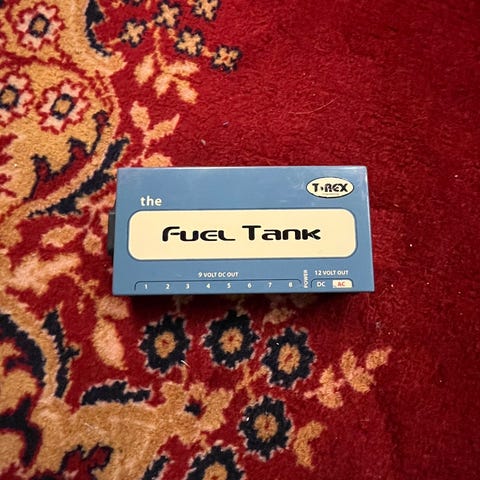 T-REX
the
Fuel Tank
9 VOLT DC OUT
12 VOLT OUT
1 2 3 4 5 6 7 8
POWER
DC AC